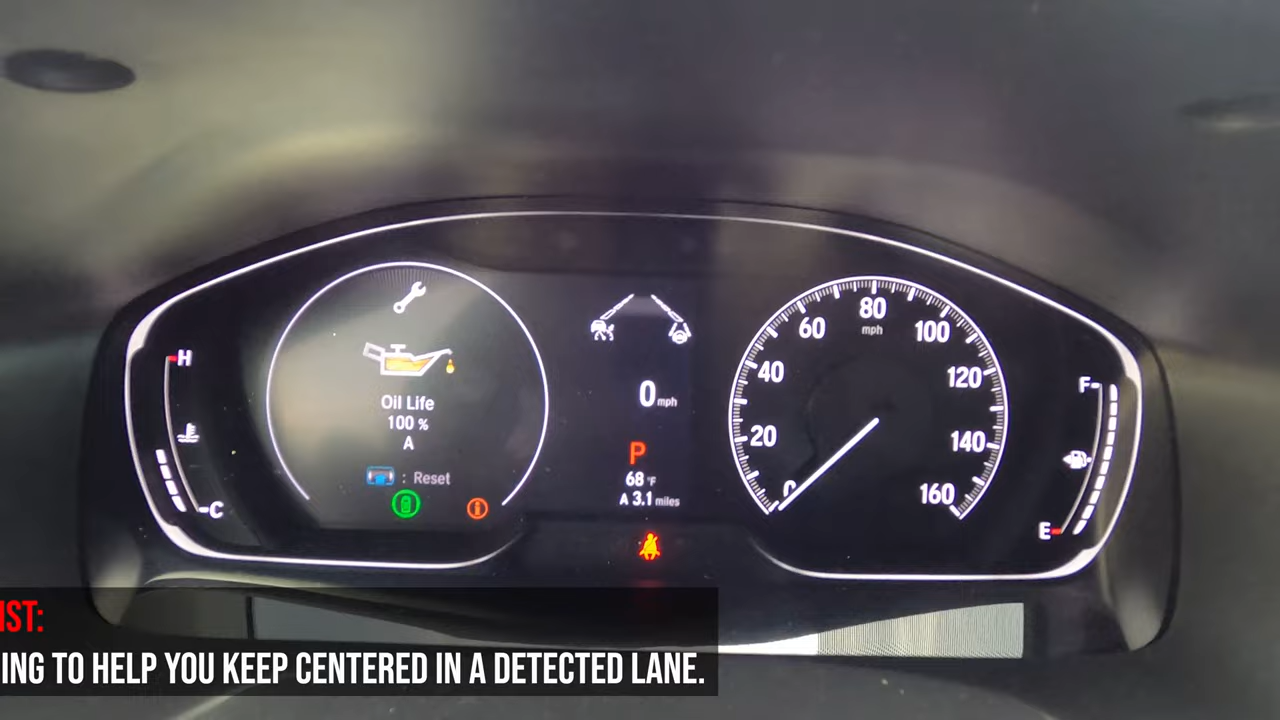 H
C
Oil Life
100 %
A
: Reset
0 mph
P
68 °F
A 3.1 miles
0
20
40
60
80
100
120
140
160
mph
F
E
IST:
ING TO HELP YOU KEEP CENTERED IN A DETECTED LANE.